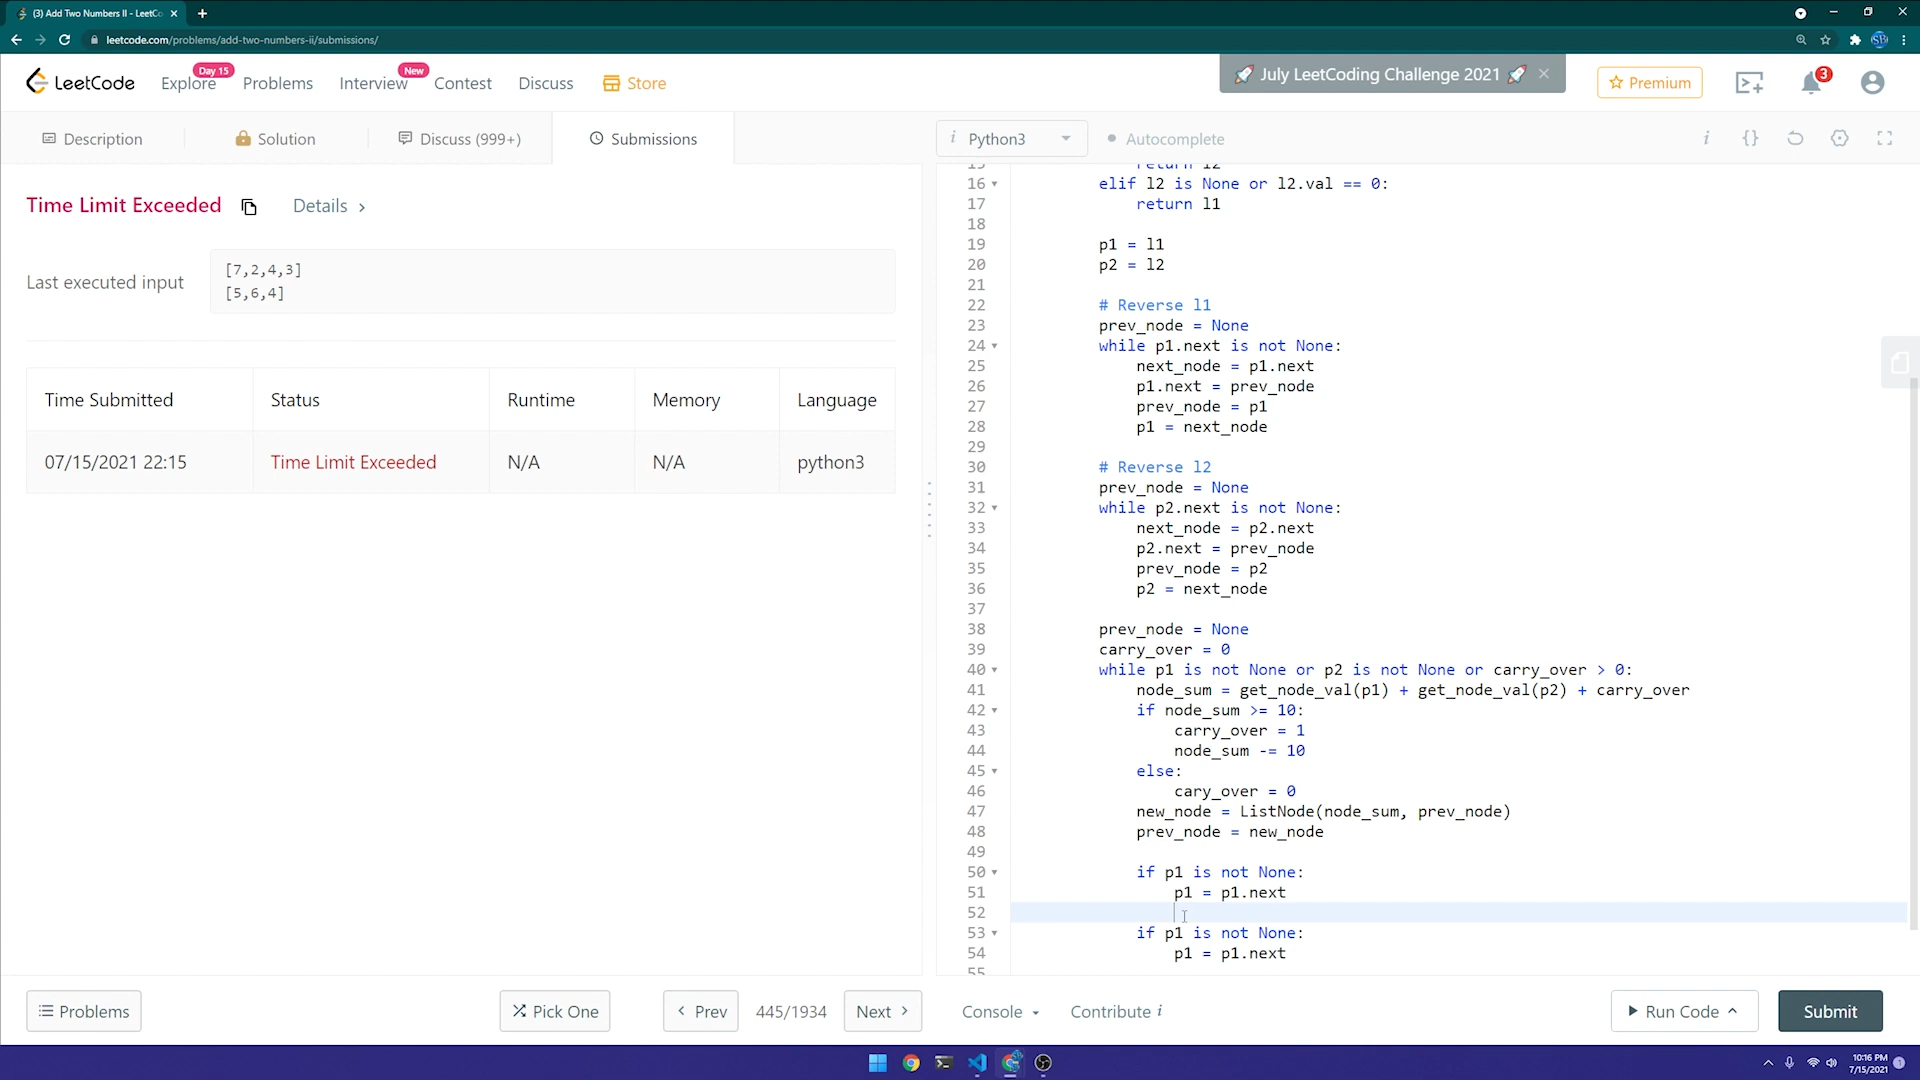 (3) Add Two Numbers II - LeetCo
leetcode.com/problems/add-two-numbers-ii/submissions/
LeetCode
Explore
Day 15
Problems
Interview
New
Contest
Discuss
Store
🚀 July LeetCoding Challenge 2021 🚀
Premium
3
Description
Solution
Discuss (999+)
Submissions
i Python3
Autocomplete
Time Limit Exceeded
Details
Last executed input
[7,2,4,3]
[5,6,4]
Time Submitted Status Runtime Memory Language
07/15/2021 22:15 Time Limit Exceeded N/A N/A python3
15 return l2
16 elif l2 is None or l2.val == 0:
17 return l1
18
19 p1 = l1
20 p2 = l2
21
22 # Reverse l1
23 prev_node = None
24 while p1.next is not None:
25 next_node = p1.next
26 p1.next = prev_node
27 prev_node = p1
28 p1 = next_node
29
30 # Reverse l2
31 prev_node = None
32 while p2.next is not None:
33 next_node = p2.next
34 p2.next = prev_node
35 prev_node = p2
36 p2 = next_node
37
38 prev_node = None
39 carry_over = 0
40 while p1 is not None or p2 is not None or carry_over > 0:
41 node_sum = get_node_val(p1) + get_node_val(p2) + carry_over
42 if node_sum >= 10:
43 carry_over = 1
44 node_sum -= 10
45 else:
46 cary_over = 0
47 new_node = ListNode(node_sum, prev_node)
48 prev_node = new_node
49
50 if p1 is not None:
51 p1 = p1.next
52
53 if p1 is not None:
54 p1 = p1.next
55
Problems
Pick One
Prev
445/1934
Next
Console
Contribute i
Run Code
Submit
10:16 PM
7/15/2021